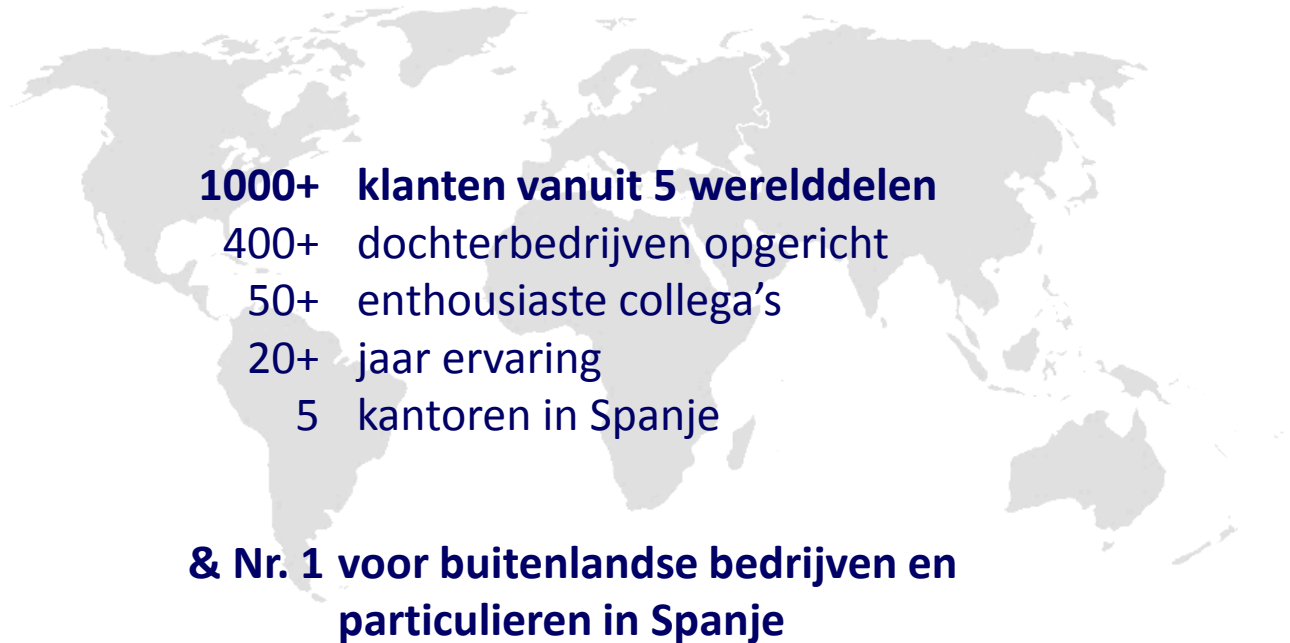 1000+ klanten vanuit 5 werelddelen
400+ dochterbedrijven opgericht
50+ enthousiaste collega’s
20+ jaar ervaring
5 kantoren in Spanje
& Nr. 1 voor buitenlandse bedrijven en
particulieren in Spanje